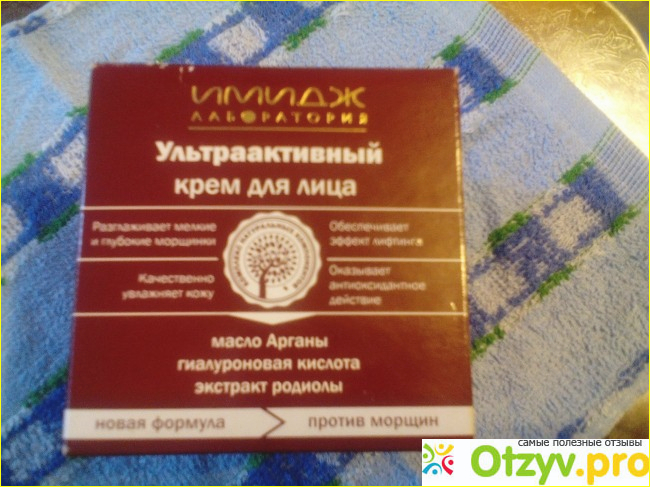 ИМИДЖ
ЛАБОРАТОРИЯ
Ультраактивный
крем для лица
Разглаживает мелкие
и глубокие морщинки
Обеспечивает
эффект лифтинга
Качественно
увлажняет кожу
Оказывает
антиоксидантное
действие
масло Арганы
гиалуроновая кислота
экстракт родиолы
новая формула
против морщин
самые полезные отзывы
Otzyv.pro